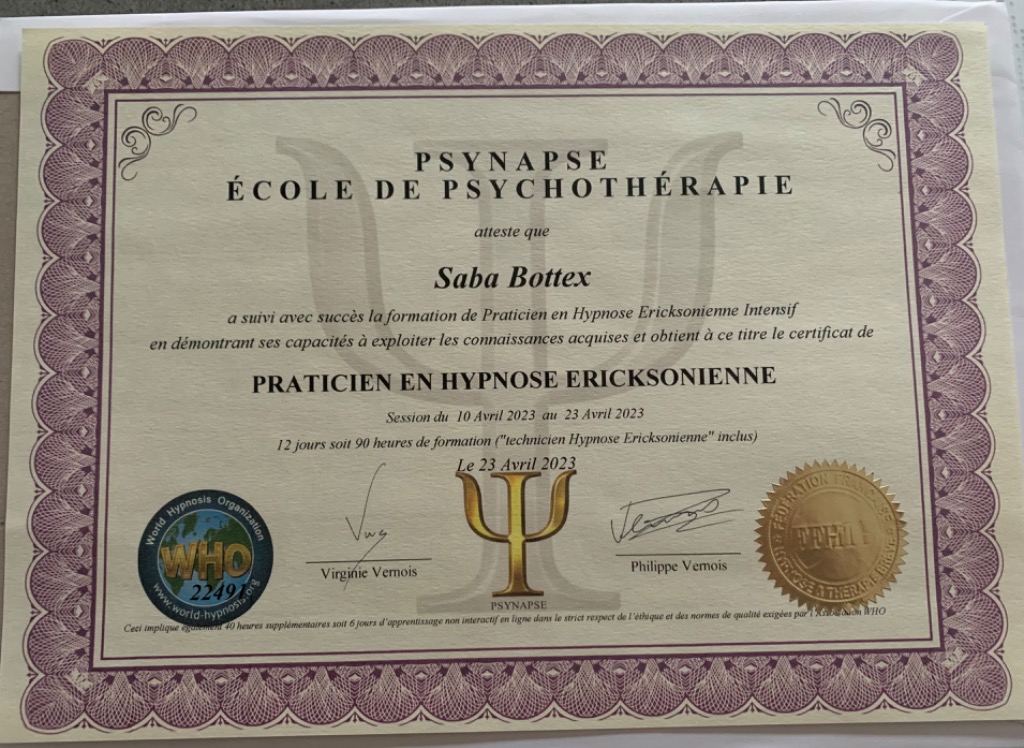 PSYNAPSE
ÉCOLE DE PSYCHOTHÉRAPIE
atteste que
Saba Bottex
a suivi avec succès la formation de Praticien en Hypnose Ericksonienne Intensif
en démontrant ses capacités à exploiter les connaissances acquises et obtient à ce titre le certificat de
PRATICIEN EN HYPNOSE ERICKSONIENNE
Session du 10 Avril 2023 au 23 Avril 2023
12 jours soit 90 heures de formation ("technicien Hypnose Ericksonienne" inclus)
Le 23 Avril 2023
World Hypnosis Organization
WHO
2249
www.world-hypnosis.org
Virginie Vernois
PSYNAPSE
Philippe Vernois
FÉDÉRATION FRANÇAISE
HYPNOSE & THÉRAPIE BRÈVE
Ceci implique également 40 heures supplémentaires soit 6 jours d'apprentissage non interactif en ligne dans le strict respect de l'éthique et des normes de qualité exigées par l'Association WHO